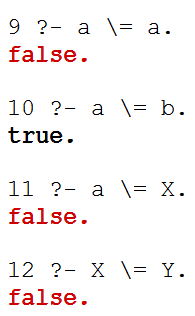 9 ?- a \= a.
false.
10 ?- a \= b.
true.
11 ?- a \= X.
false.
12 ?- X \= Y.
false.